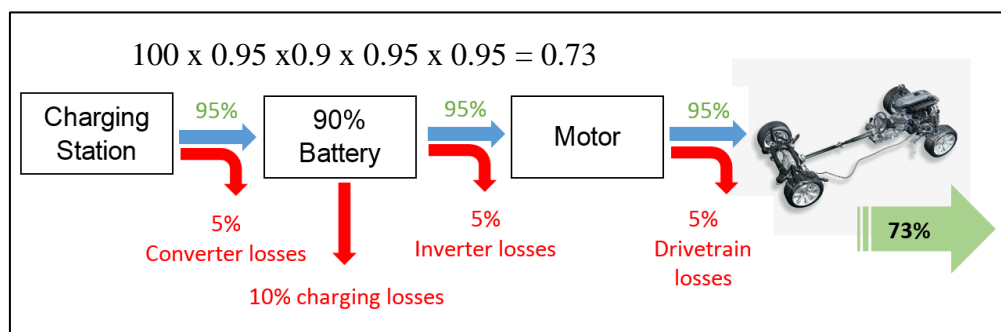 100 x 0.95 x0.9 x 0.95 x 0.95 = 0.73
Charging
Station
95%
90%
Battery
95%
Motor
95%
73%
5%
Converter losses
10% charging losses
5%
Inverter losses
5%
Drivetrain
losses